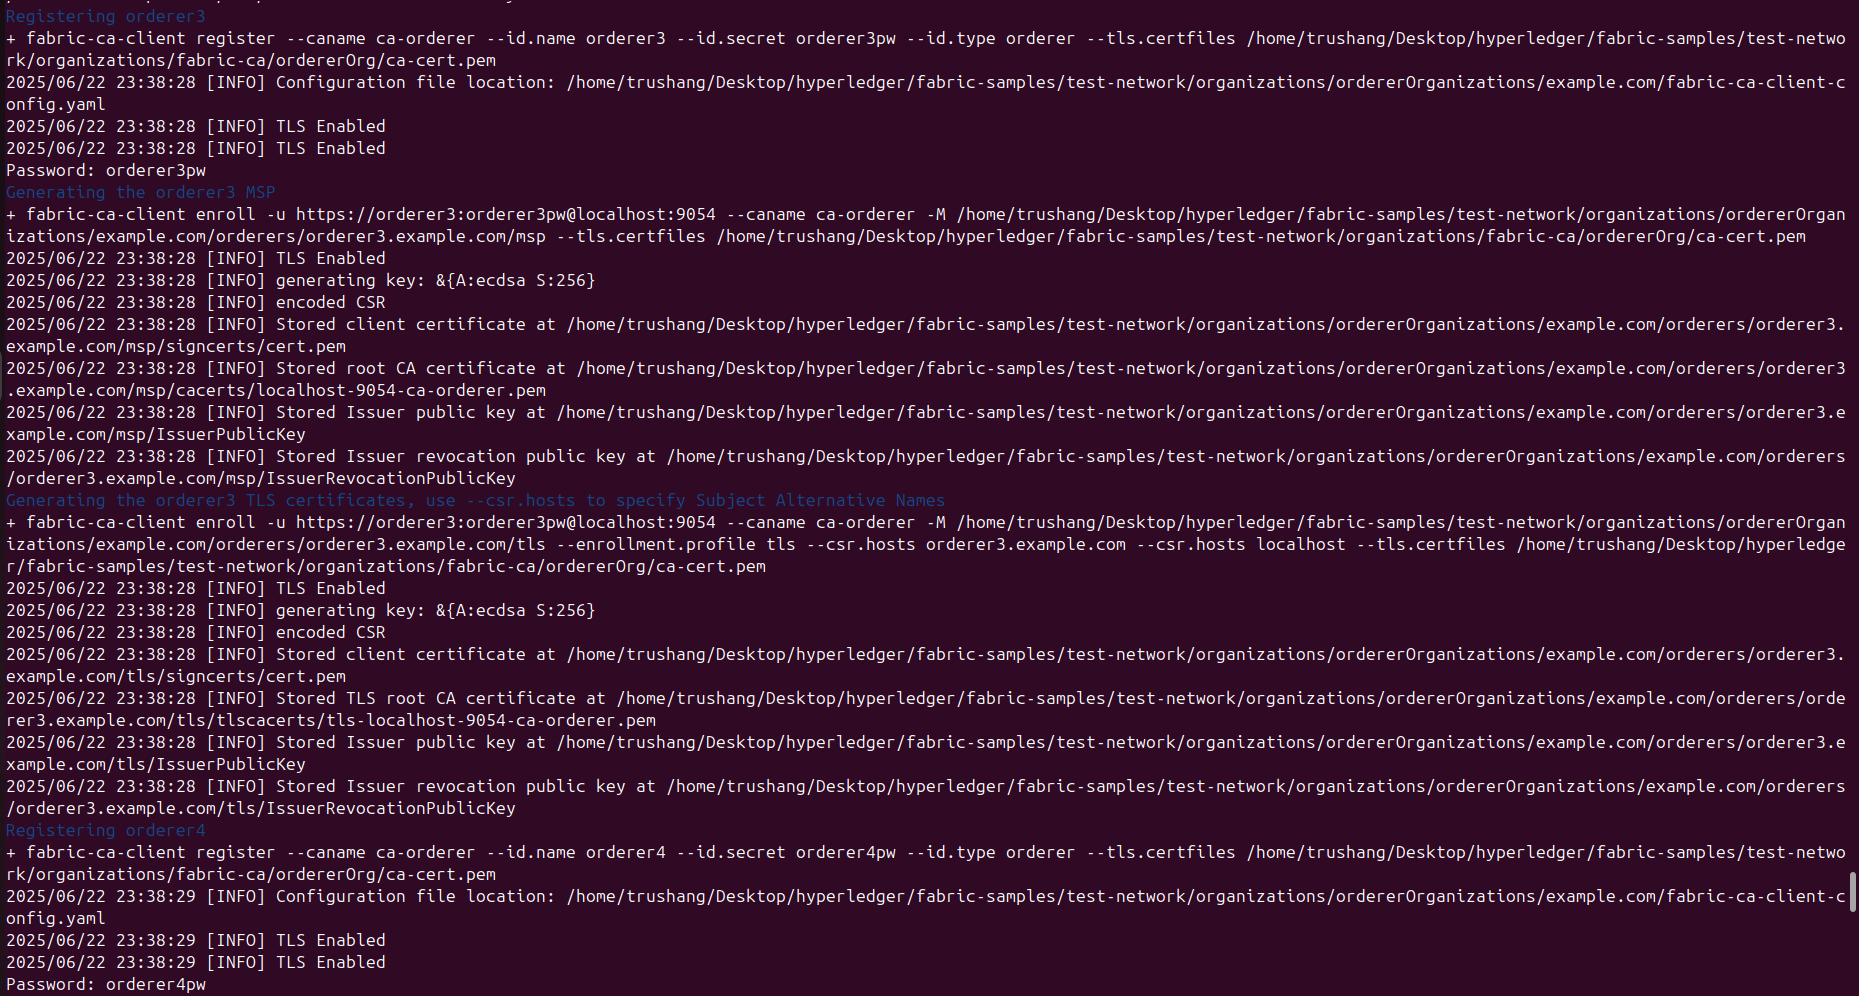 Registering orderer3
+ fabric-ca-client register --caname ca-orderer --id.name orderer3 --id.secret orderer3pw --id.type orderer --tls.certfiles /home/trushang/Desktop/hyperledger/fabric-samples/test-netwo
rk/organizations/fabric-ca/ordererOrg/ca-cert.pem
2025/06/22 23:38:28 [INFO] Configuration file location: /home/trushang/Desktop/hyperledger/fabric-samples/test-network/organizations/ordererOrganizations/example.com/fabric-ca-client-c
onfig.yaml
2025/06/22 23:38:28 [INFO] TLS Enabled
2025/06/22 23:38:28 [INFO] TLS Enabled
Password: orderer3pw
Generating the orderer3 MSP
+ fabric-ca-client enroll -u https://orderer3:orderer3pw@localhost:9054 --caname ca-orderer -M /home/trushang/Desktop/hyperledger/fabric-samples/test-network/organizations/ordererOrgan
izations/example.com/orderers/orderer3.example.com/msp --tls.certfiles /home/trushang/Desktop/hyperledger/fabric-samples/test-network/organizations/fabric-ca/ordererOrg/ca-cert.pem
2025/06/22 23:38:28 [INFO] TLS Enabled
2025/06/22 23:38:28 [INFO] generating key: &{A:ecdsa S:256}
2025/06/22 23:38:28 [INFO] encoded CSR
2025/06/22 23:38:28 [INFO] Stored client certificate at /home/trushang/Desktop/hyperledger/fabric-samples/test-network/organizations/ordererOrganizations/example.com/orderers/orderer3.
example.com/msp/signcerts/cert.pem
2025/06/22 23:38:28 [INFO] Stored root CA certificate at /home/trushang/Desktop/hyperledger/fabric-samples/test-network/organizations/ordererOrganizations/example.com/orderers/orderer3
.example.com/msp/cacerts/localhost-9054-ca-orderer.pem
2025/06/22 23:38:28 [INFO] Stored Issuer public key at /home/trushang/Desktop/hyperledger/fabric-samples/test-network/organizations/ordererOrganizations/example.com/orderers/orderer3.e
xample.com/msp/IssuerPublicKey
2025/06/22 23:38:28 [INFO] Stored Issuer revocation public key at /home/trushang/Desktop/hyperledger/fabric-samples/test-network/organizations/ordererOrganizations/example.com/orderers
/orderer3.example.com/msp/IssuerRevocationPublicKey
Generating the orderer3 TLS certificates, use --csr.hosts to specify Subject Alternative Names
+ fabric-ca-client enroll -u https://orderer3:orderer3pw@localhost:9054 --caname ca-orderer -M /home/trushang/Desktop/hyperledger/fabric-samples/test-network/organizations/ordererOrgan
izations/example.com/orderers/orderer3.example.com/tls --enrollment.profile tls --csr.hosts orderer3.example.com --csr.hosts localhost --tls.certfiles /home/trushang/Desktop/hyperledge
r/fabric-samples/test-network/organizations/fabric-ca/ordererOrg/ca-cert.pem
2025/06/22 23:38:28 [INFO] TLS Enabled
2025/06/22 23:38:28 [INFO] generating key: &{A:ecdsa S:256}
2025/06/22 23:38:28 [INFO] encoded CSR
2025/06/22 23:38:28 [INFO] Stored client certificate at /home/trushang/Desktop/hyperledger/fabric-samples/test-network/organizations/ordererOrganizations/example.com/orderers/orderer3.
example.com/tls/signcerts/cert.pem
2025/06/22 23:38:28 [INFO] Stored TLS root CA certificate at /home/trushang/Desktop/hyperledger/fabric-samples/test-network/organizations/ordererOrganizations/example.com/orderers/orde
rer3.example.com/tls/tlscacerts/tls-localhost-9054-ca-orderer.pem
2025/06/22 23:38:28 [INFO] Stored Issuer public key at /home/trushang/Desktop/hyperledger/fabric-samples/test-network/organizations/ordererOrganizations/example.com/orderers/orderer3.e
xample.com/tls/IssuerPublicKey
2025/06/22 23:38:28 [INFO] Stored Issuer revocation public key at /home/trushang/Desktop/hyperledger/fabric-samples/test-network/organizations/ordererOrganizations/example.com/orderers
/orderer3.example.com/tls/IssuerRevocationPublicKey
Registering orderer4
+ fabric-ca-client register --caname ca-orderer --id.name orderer4 --id.secret orderer4pw --id.type orderer --tls.certfiles /home/trushang/Desktop/hyperledger/fabric-samples/test-netwo
rk/organizations/fabric-ca/ordererOrg/ca-cert.pem
2025/06/22 23:38:29 [INFO] Configuration file location: /home/trushang/Desktop/hyperledger/fabric-samples/test-network/organizations/ordererOrganizations/example.com/fabric-ca-client-c
onfig.yaml
2025/06/22 23:38:29 [INFO] TLS Enabled
2025/06/22 23:38:29 [INFO] TLS Enabled
Password: orderer4pw